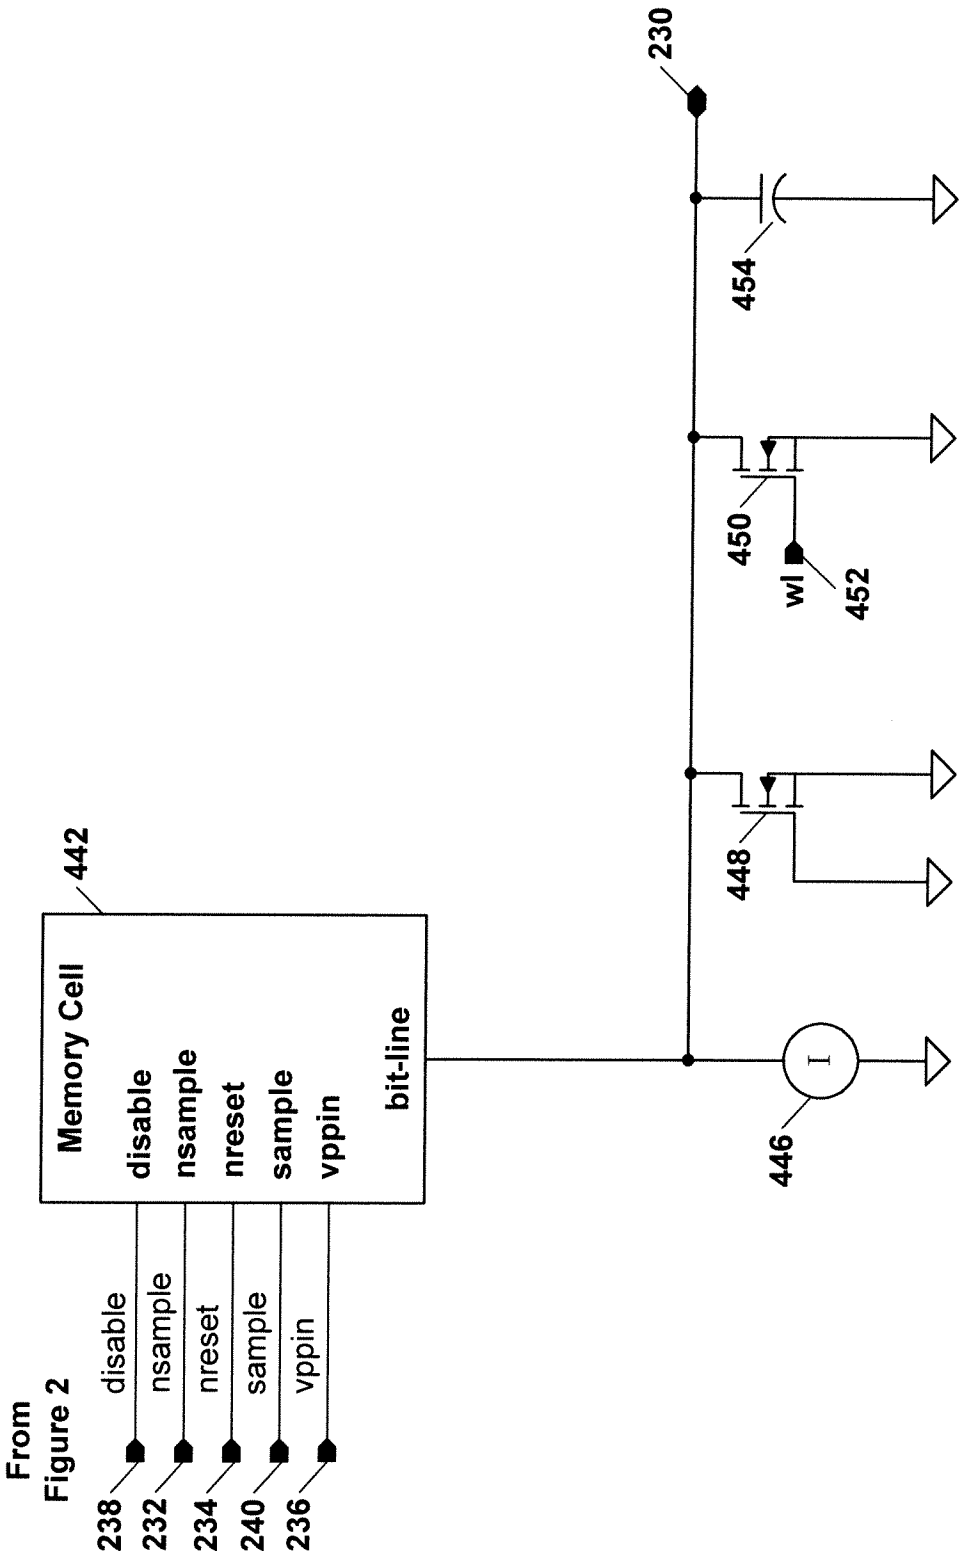 From
Figure 2
238
disable
232
nsample
234
nreset
240
sample
236
vppin
Memory Cell
442
disable
nsample
nreset
sample
vppin
bit-line
446
I
448
450
wl
452
454
230